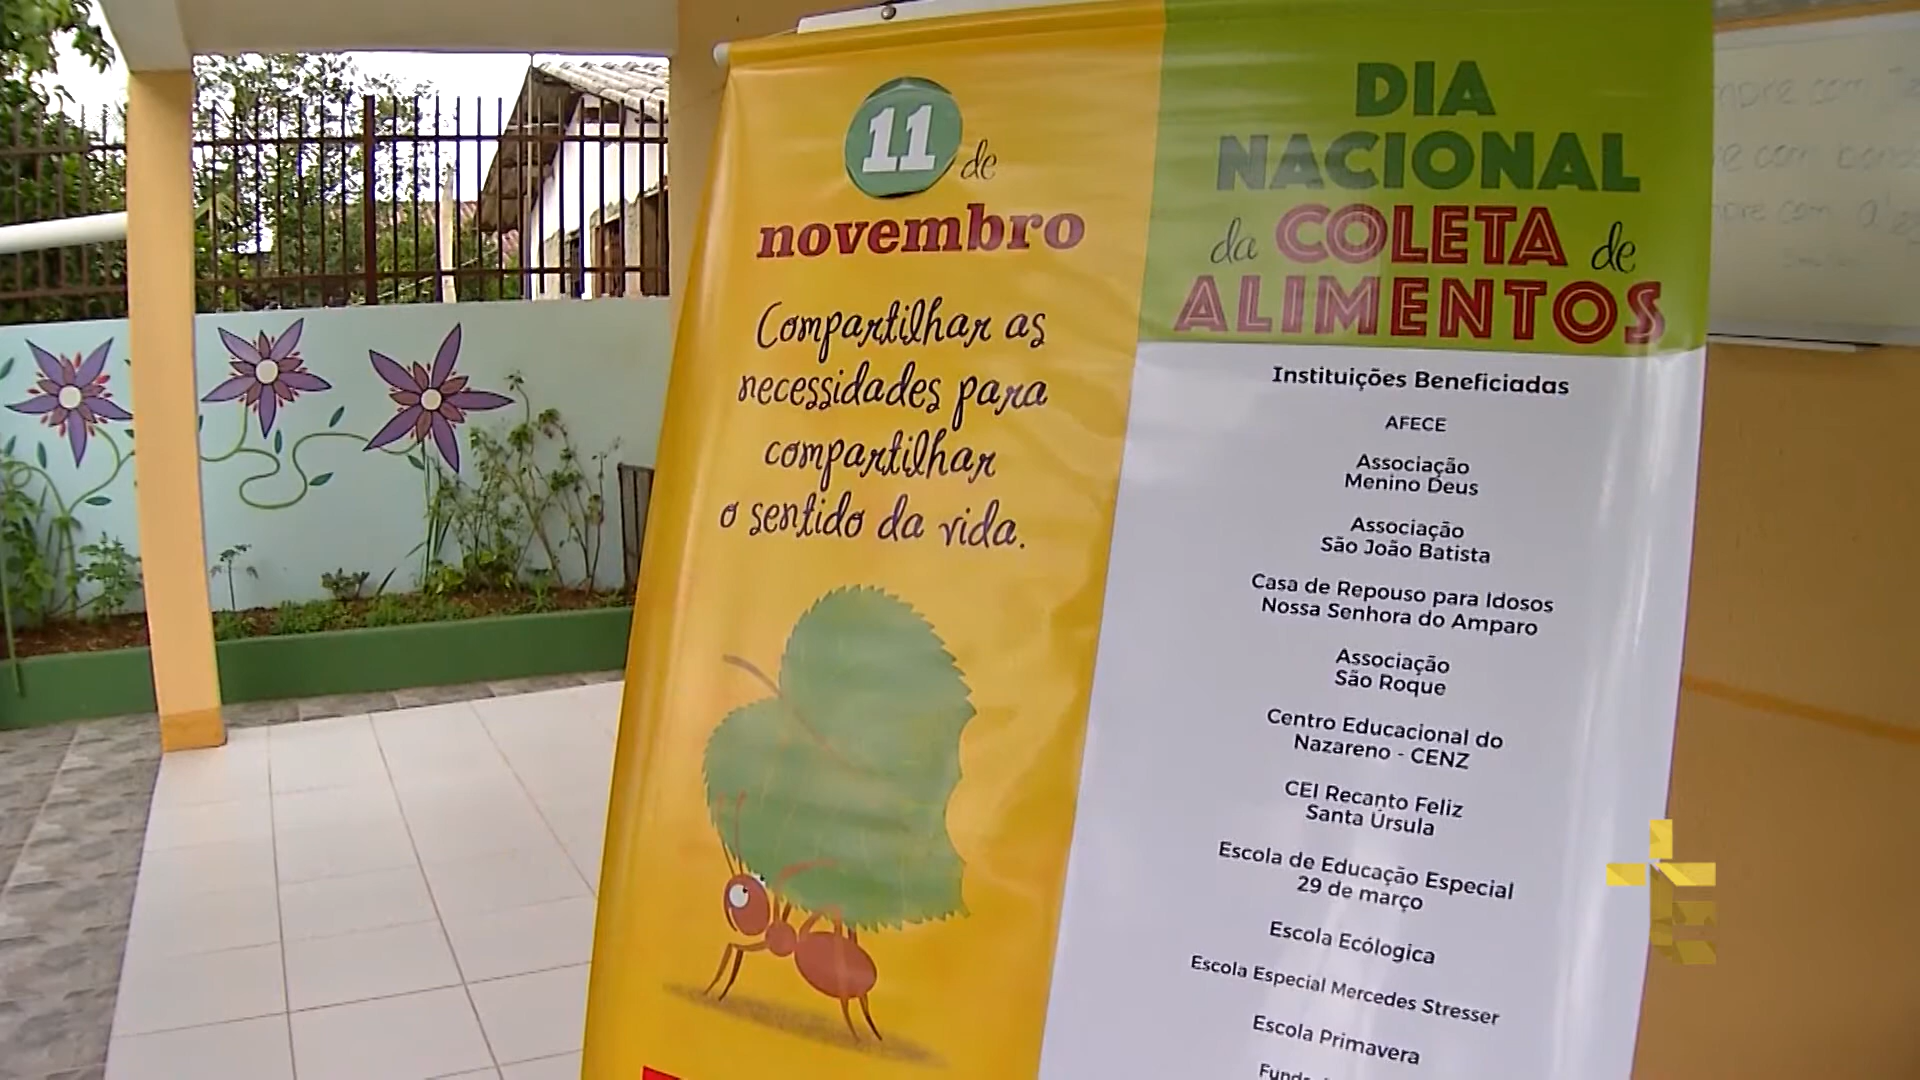 11 de
novembro
Compartilhar as
necessidades para
compartilhar
o sentido da vida.
DIA
NACIONAL
da COLETA de
ALIMENTOS
Instituições Beneficiadas
AFECE
Associação
Menino Deus
Associação
São João Batista
Casa de Repouso para Idosos
Nossa Senhora do Amparo
Associação
São Roque
Centro Educacional do
Nazareno - CENZ
CEI Recanto Feliz
Santa Úrsula
Escola de Educação Especial
29 de março
Escola Ecólogica
Escola Especial Mercedes Stresser
Escola Primavera